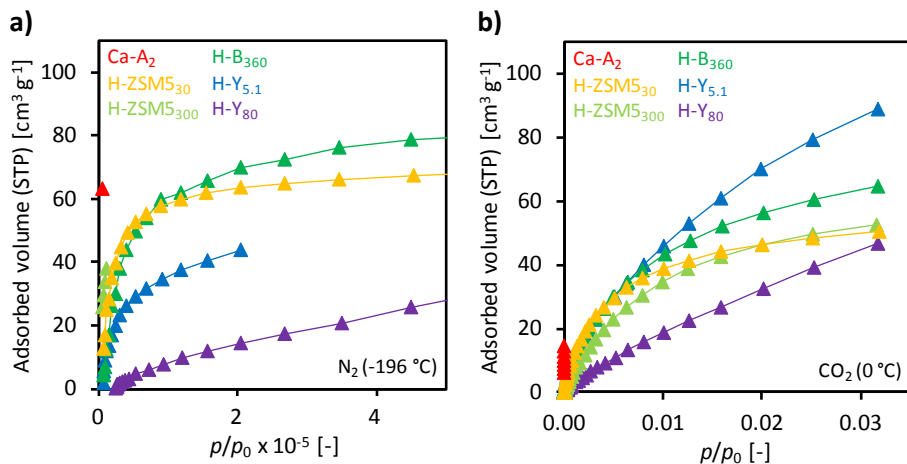 a)
Adsorbed volume (STP) [cm³ g⁻¹]
100
80
60
40
20
0
Ca-A₂
H-ZSM5₃₀
H-ZSM5₃₀₀
H-B₃₆₀
H-Y₅.₁
H-Y₈₀
N₂ (-196 °C)
0
2
4
p/p₀ x 10⁻⁵ [-]
b)
Adsorbed volume (STP) [cm³ g⁻¹]
100
80
60
40
20
0
Ca-A₂
H-ZSM5₃₀
H-ZSM5₃₀₀
H-B₃₆₀
H-Y₅.₁
H-Y₈₀
CO₂ (0 °C)
0.00
0.01
0.02
0.03
p/p₀ [-]